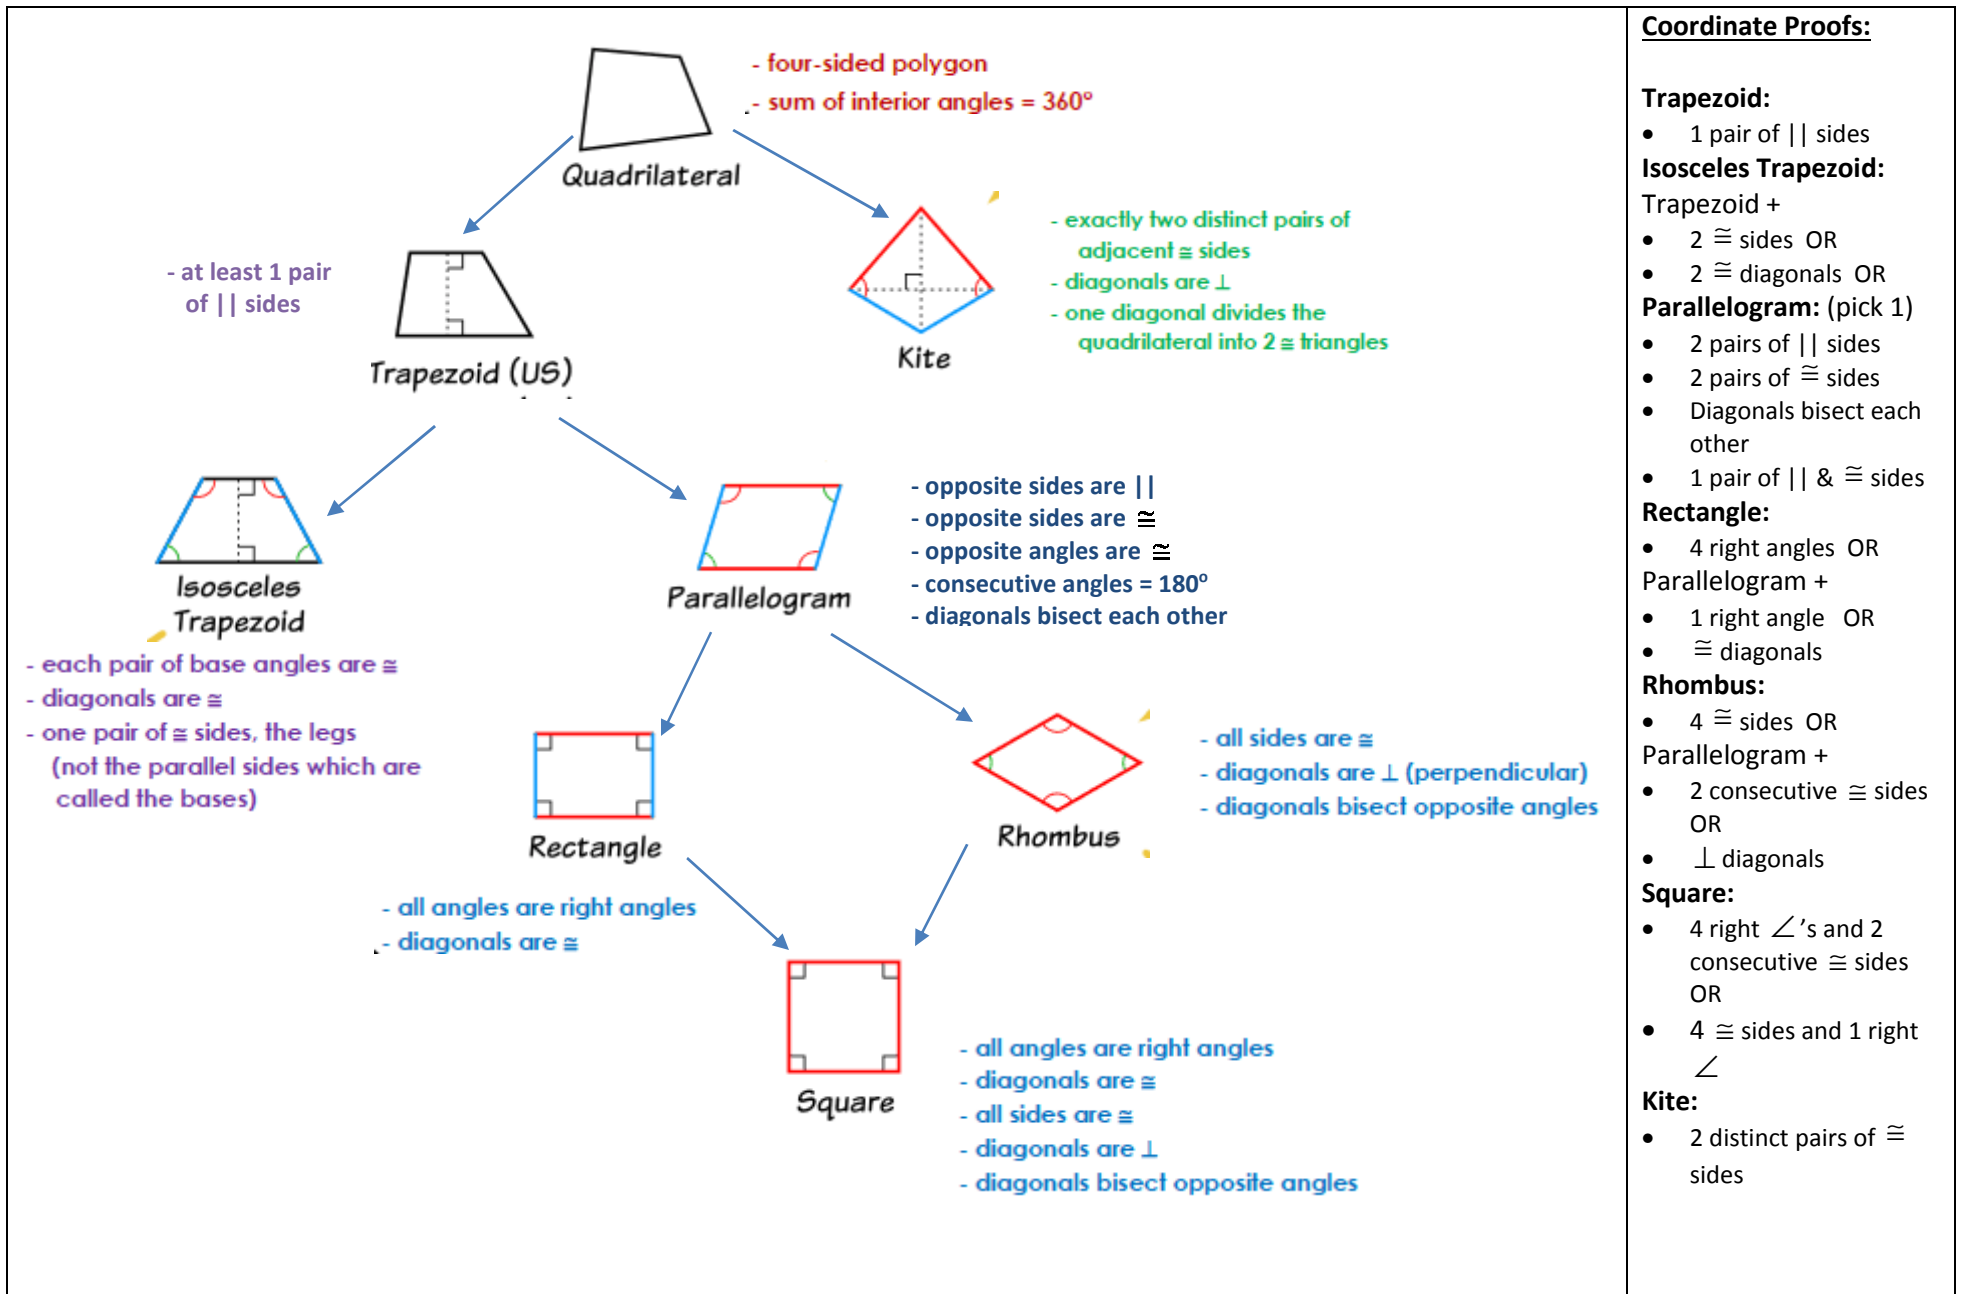 - four-sided polygon
- sum of interior angles = 360°
Quadrilateral
- at least 1 pair
of || sides
Trapezoid (US)
- exactly two distinct pairs of
adjacent ≅ sides
- diagonals are ⊥
- one diagonal divides the
quadrilateral into 2 ≅ triangles
Kite
Isosceles
Trapezoid
- each pair of base angles are ≅
- diagonals are ≅
- one pair of ≅ sides, the legs
(not the parallel sides which are
called the bases)
Parallelogram
- opposite sides are ||
- opposite sides are ≅
- opposite angles are ≅
- consecutive angles = 180°
- diagonals bisect each other
Rectangle
- all angles are right angles
- diagonals are ≅
Rhombus
- all sides are ≅
- diagonals are ⊥ (perpendicular)
- diagonals bisect opposite angles
Square
- all angles are right angles
- diagonals are ≅
- all sides are ≅
- diagonals are ⊥
- diagonals bisect opposite angles
Coordinate Proofs:
Trapezoid:
• 1 pair of || sides
Isosceles Trapezoid:
Trapezoid +
• 2 ≅ sides OR
• 2 ≅ diagonals OR
Parallelogram: (pick 1)
• 2 pairs of || sides
• 2 pairs of ≅ sides
• Diagonals bisect each
other
• 1 pair of || & ≅ sides
Rectangle:
• 4 right angles OR
Parallelogram +
• 1 right angle OR
• ≅ diagonals
Rhombus:
• 4 ≅ sides OR
Parallelogram +
• 2 consecutive ≅ sides
OR
• ⊥ diagonals
Square:
• 4 right ∠'s and 2
consecutive ≅ sides
OR
• 4 ≅ sides and 1 right
∠
Kite:
• 2 distinct pairs of ≅
sides